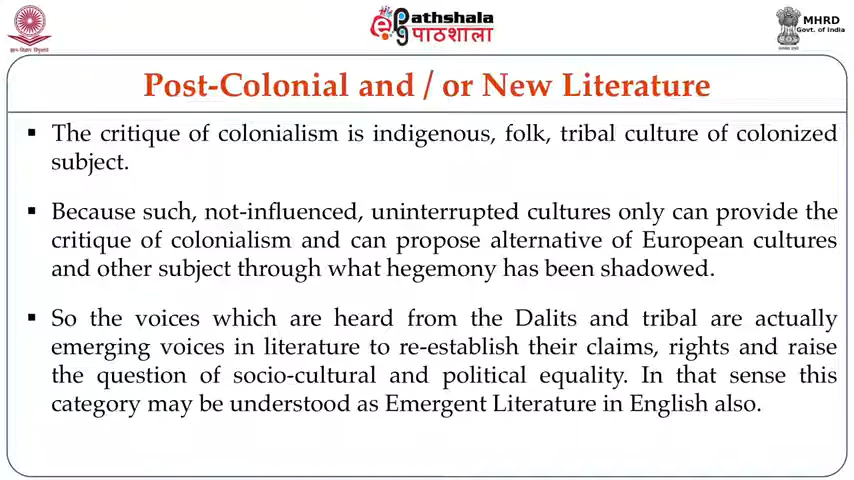 ePathshala
पाठशाला
MHRD
Govt. of India
Post-Colonial and / or New Literature
▪ The critique of colonialism is indigenous, folk, tribal culture of colonized
subject.
▪ Because such, not-influenced, uninterrupted cultures only can provide the
critique of colonialism and can propose alternative of European cultures
and other subject through what hegemony has been shadowed.
▪ So the voices which are heard from the Dalits and tribal are actually
emerging voices in literature to re-establish their claims, rights and raise
the question of socio-cultural and political equality. In that sense this
category may be understood as Emergent Literature in English also.